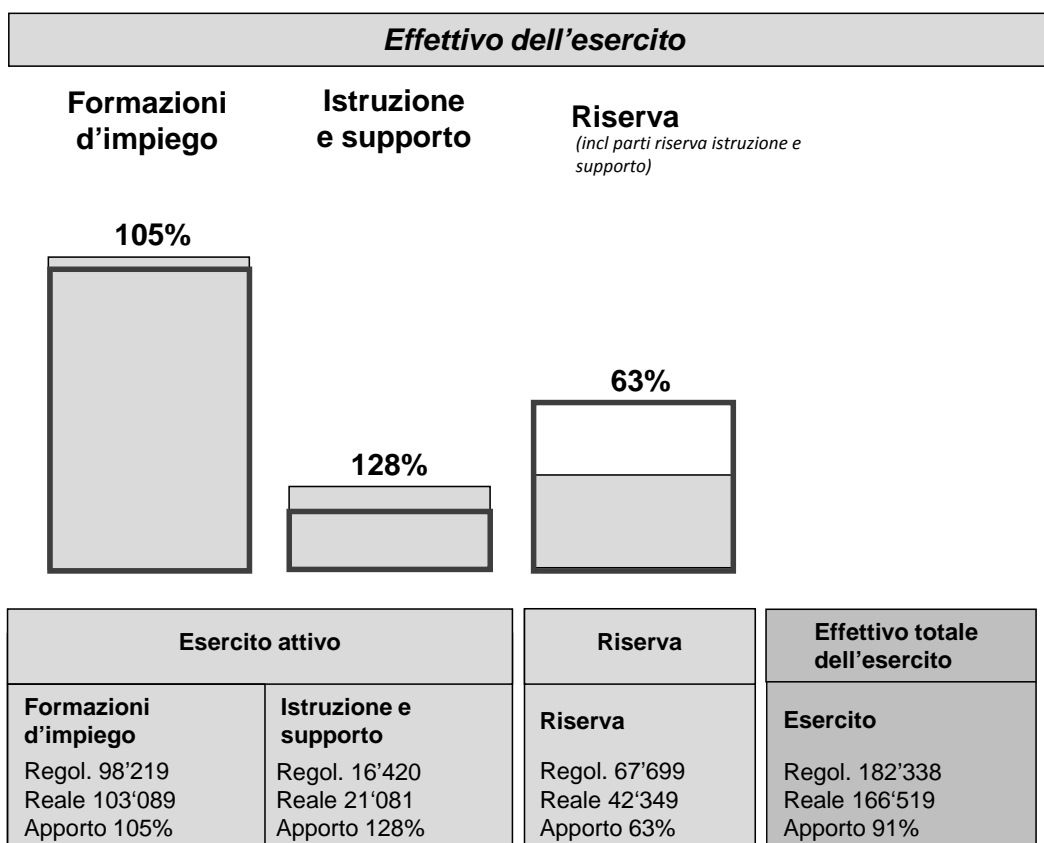 Effettivo dell’esercito
Formazioni
d’impiego
Istruzione
e supporto
Riserva
(incl parti riserva istruzione e
supporto)
105%
128%
63%
Esercito attivo
Formazioni
d’impiego
Regol. 98’219
Reale 103‘089
Apporto 105%
Istruzione e
supporto
Regol. 16’420
Reale 21‘081
Apporto 128%
Riserva
Riserva
Regol. 67’699
Reale 42‘349
Apporto 63%
Effettivo totale
dell’esercito
Esercito
Regol. 182’338
Reale 166‘519
Apporto 91%